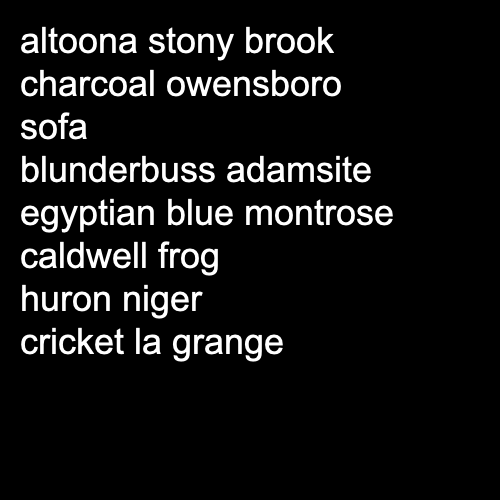 altoona stony brook
charcoal owensboro
sofa
blunderbuss adamsite
egyptian blue montrose
caldwell frog
huron niger
cricket la grange